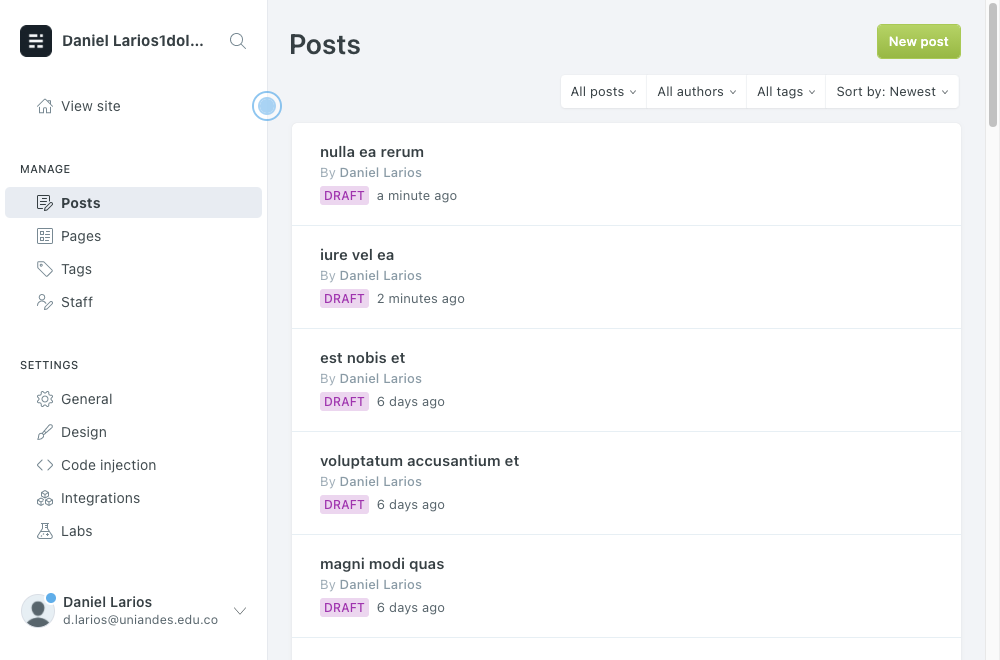 Daniel Larios1dol...
View site
MANAGE
Posts
Pages
Tags
Staff
SETTINGS
General
Design
Code injection
Integrations
Labs
Daniel Larios
d.larios@uniandes.edu.co
Posts
New post
All posts
All authors
All tags
Sort by: Newest
nulla ea rerum
By Daniel Larios
DRAFT a minute ago
iure vel ea
By Daniel Larios
DRAFT 2 minutes ago
est nobis et
By Daniel Larios
DRAFT 6 days ago
voluptatum accusantium et
By Daniel Larios
DRAFT 6 days ago
magni modi quas
By Daniel Larios
DRAFT 6 days ago